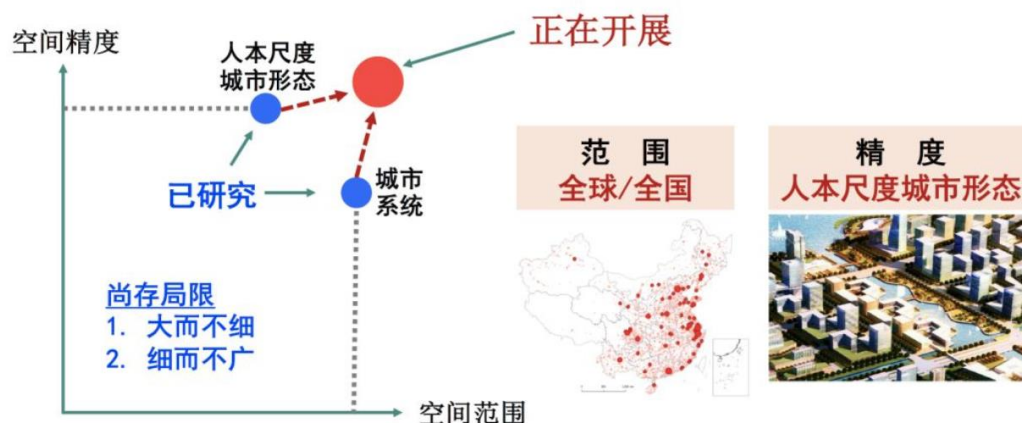 空间精度
人本尺度
城市形态
正在开展
已研究
城市
系统
尚存局限
1. 大而不细
2. 细而不广
空间范围
范 围
全球/全国
精 度
人本尺度城市形态